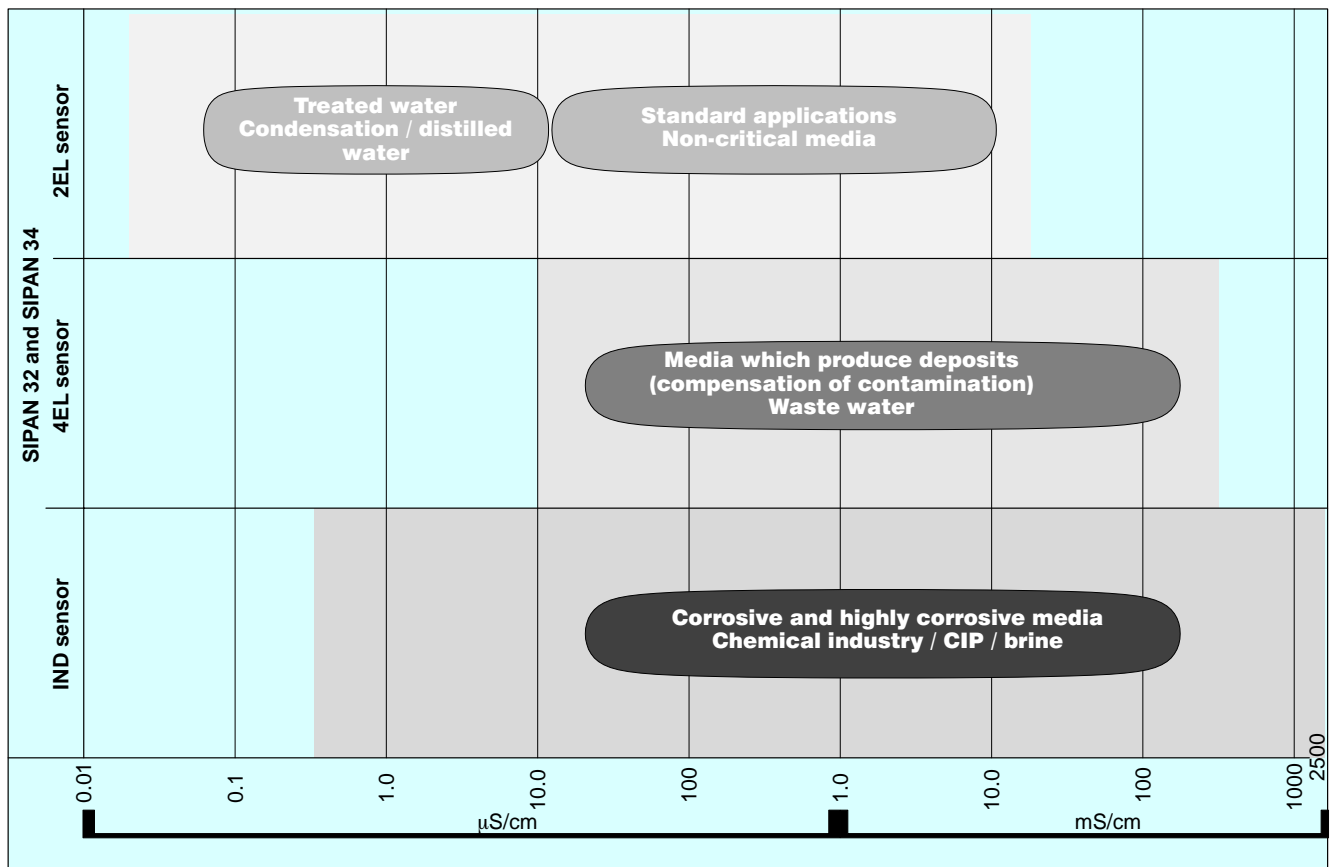 SIPAN 32 and SIPAN 34
2EL sensor
Treated water
Condensation / distilled
water
Standard applications
Non-critical media
4EL sensor
Media which produce deposits
(compensation of contamination)
Waste water
IND sensor
Corrosive and highly corrosive media
Chemical industry / CIP / brine
0.01 0.1 1.0 10.0 100 1.0 10.0 100 1000 2500
µS/cm mS/cm